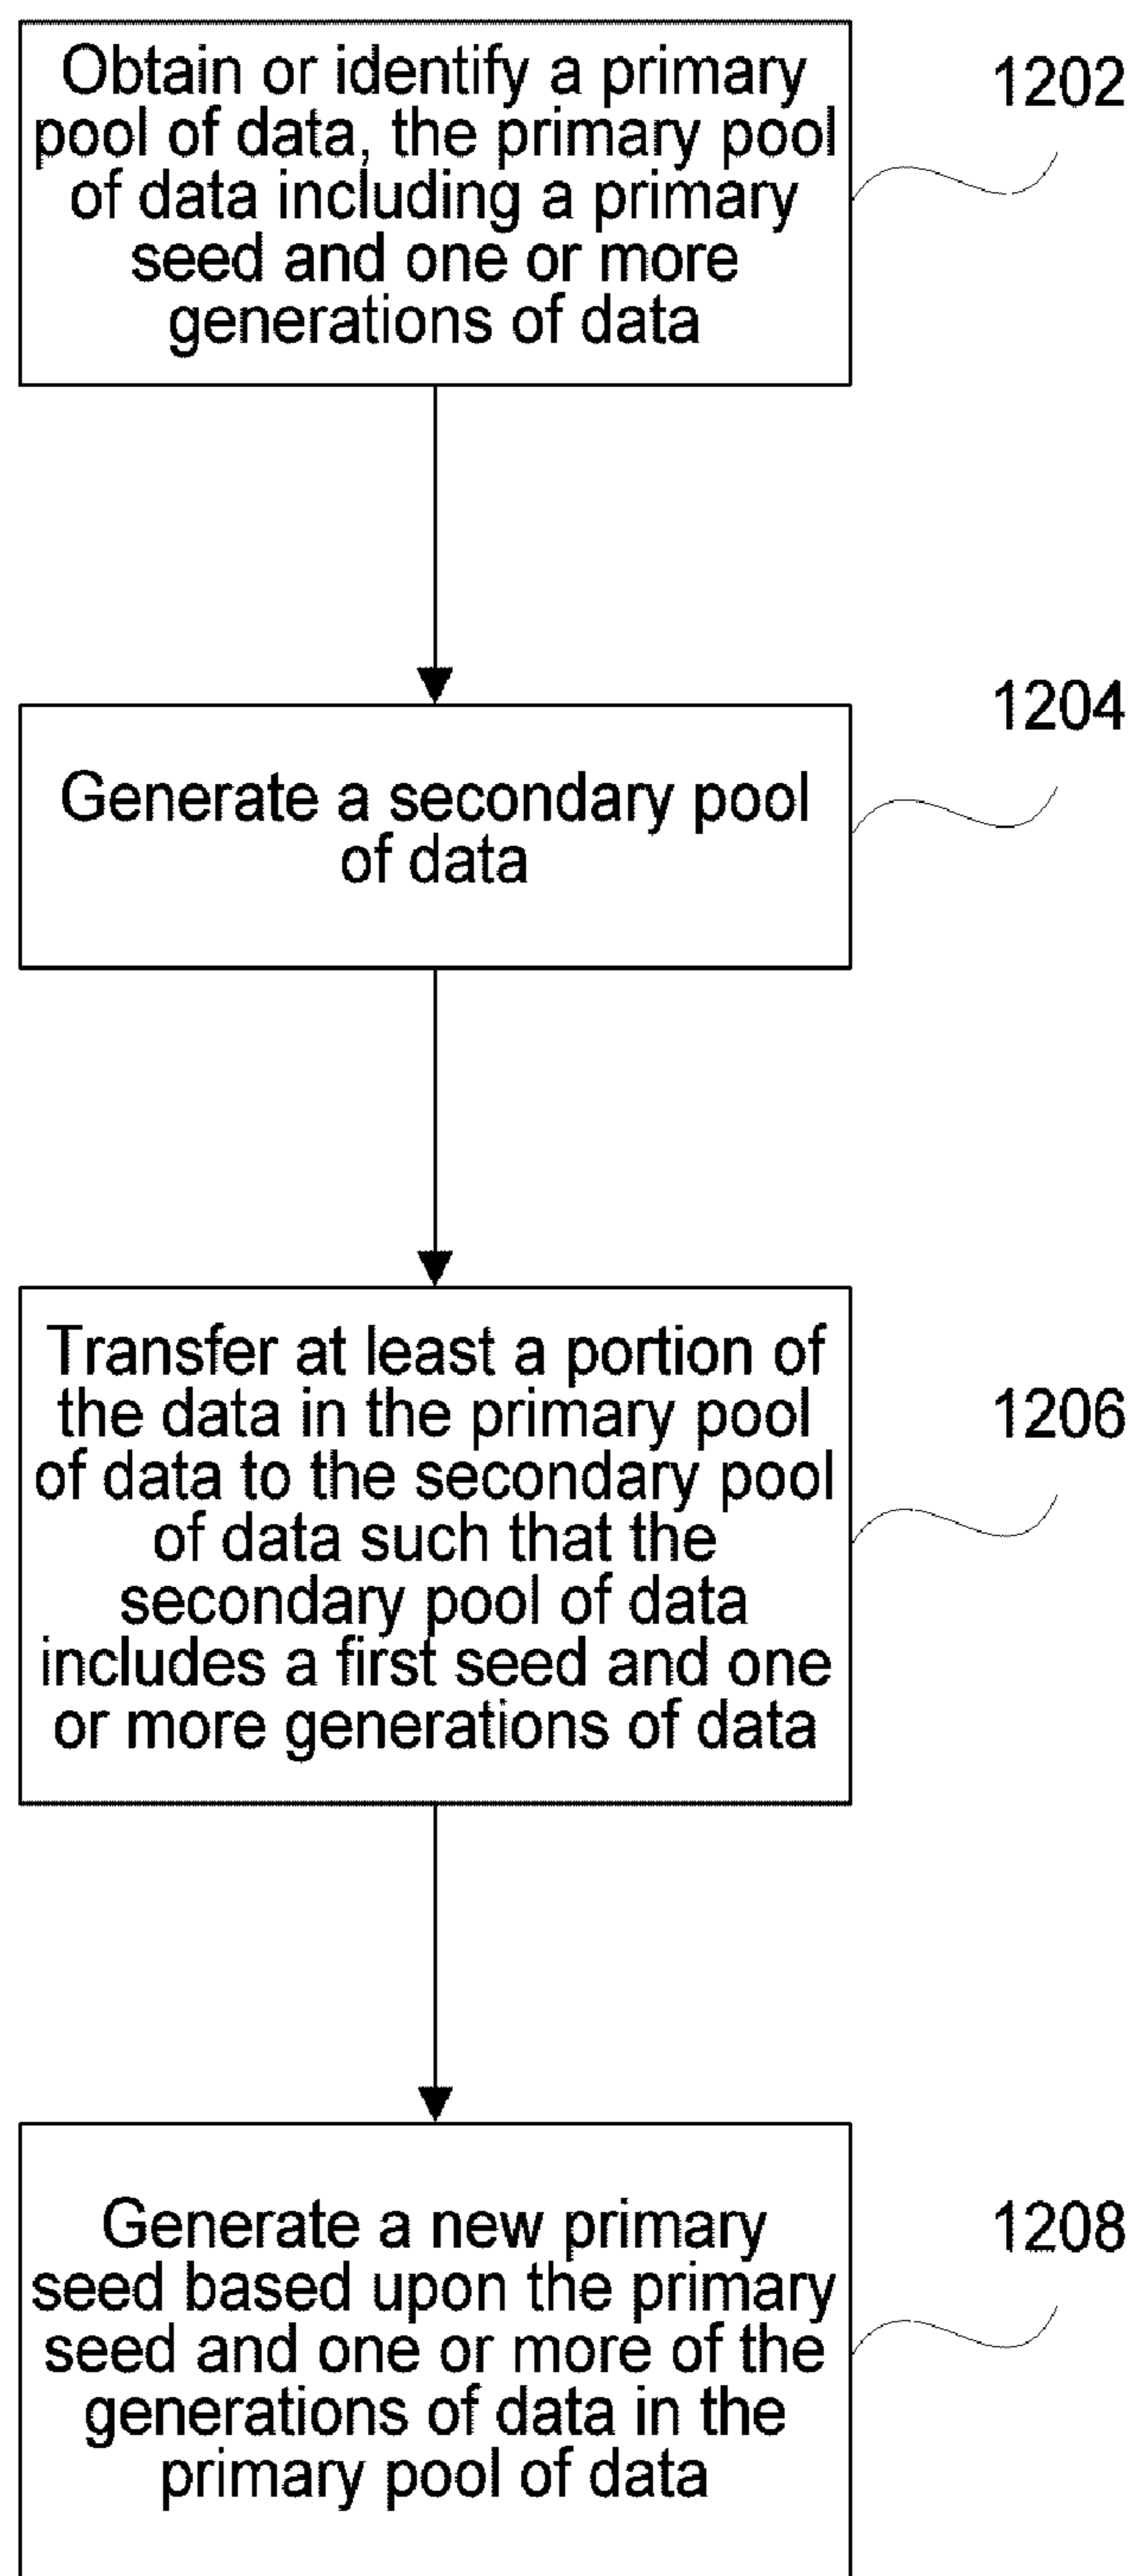 Obtain or identify a primary
pool of data, the primary pool
of data including a primary
seed and one or more
generations of data
1202
Generate a secondary pool
of data
1204
Transfer at least a portion of
the data in the primary pool
of data to the secondary pool
of data such that the
secondary pool of data
includes a first seed and one
or more generations of data
1206
Generate a new primary
seed based upon the primary
seed and one or more of the
generations of data in the
primary pool of data
1208